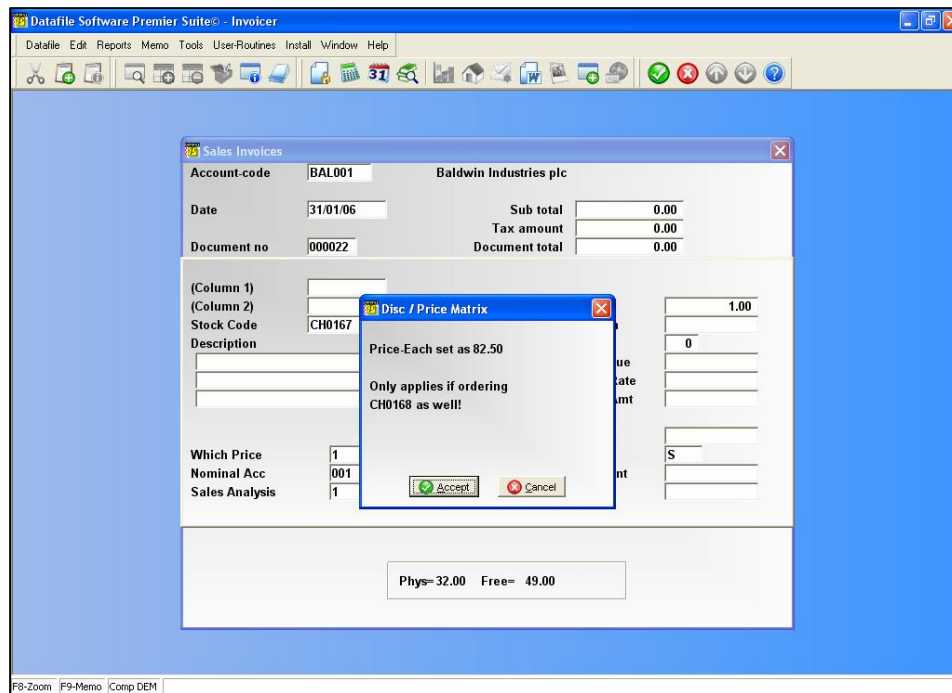 Datafile Software Premier Suite© - Invoicer
Datafile Edit Reports Memo Tools User-Routines Install Window Help
31
Sales Invoices
Account-code BAL001 Baldwin Industries plc
Date 31/01/06 Sub total 0.00
Tax amount 0.00
Document no 000022 Document total 0.00
(Column 1)
(Column 2) 1.00
Stock Code CH0167
Description 0
Disc / Price Matrix
Price-Each set as 82.50
Only applies if ordering
CH0168 as well!
Accept Cancel
Which Price 1 S
Nominal Acc 001
Sales Analysis 1
Phys= 32.00 Free= 49.00
F8-Zoom F9-Memo Comp DEM